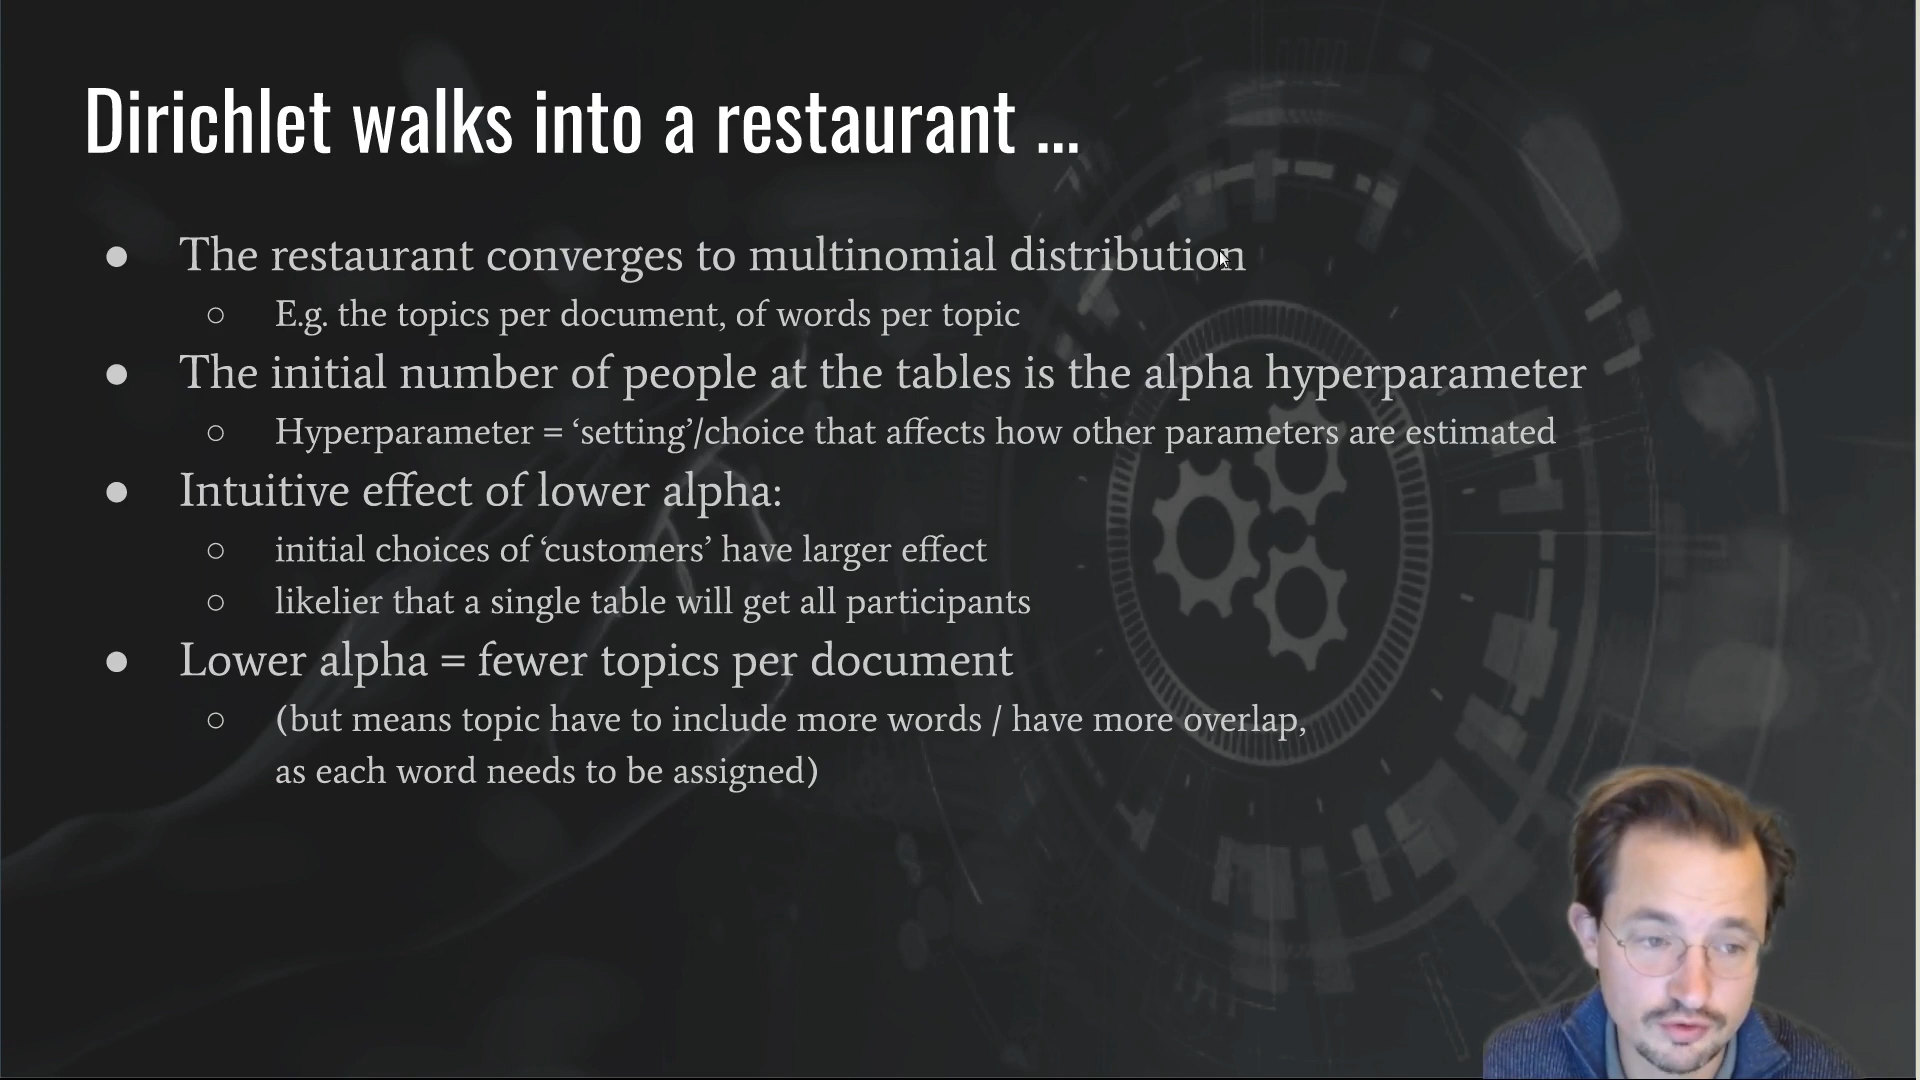 Dirichlet walks into a restaurant ...
● The restaurant converges to multinomial distribution
○ E.g. the topics per document, of words per topic
● The initial number of people at the tables is the alpha hyperparameter
○ Hyperparameter = ‘setting’/choice that affects how other parameters are estimated
● Intuitive effect of lower alpha:
○ initial choices of ‘customers’ have larger effect
○ likelier that a single table will get all participants
● Lower alpha = fewer topics per document
○ (but means topic have to include more words / have more overlap,
as each word needs to be assigned)